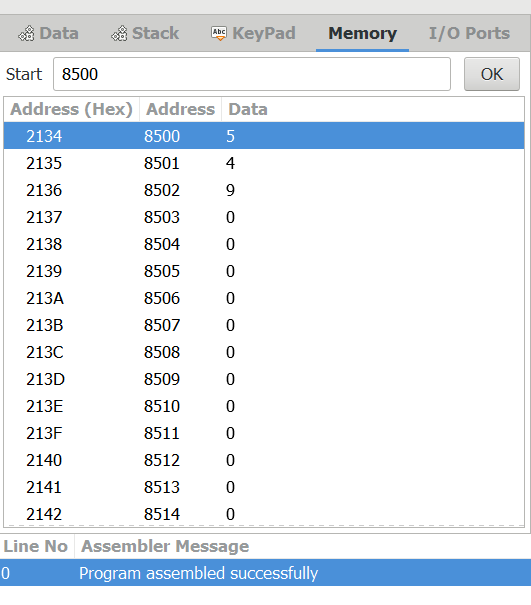 Data Stack KeyPad Memory I/O Ports
Start 8500 OK
Address (Hex) Address Data
2134 8500 5
2135 8501 4
2136 8502 9
2137 8503 0
2138 8504 0
2139 8505 0
213A 8506 0
213B 8507 0
213C 8508 0
213D 8509 0
213E 8510 0
213F 8511 0
2140 8512 0
2141 8513 0
2142 8514 0
Line No Assembler Message
0 Program assembled successfully